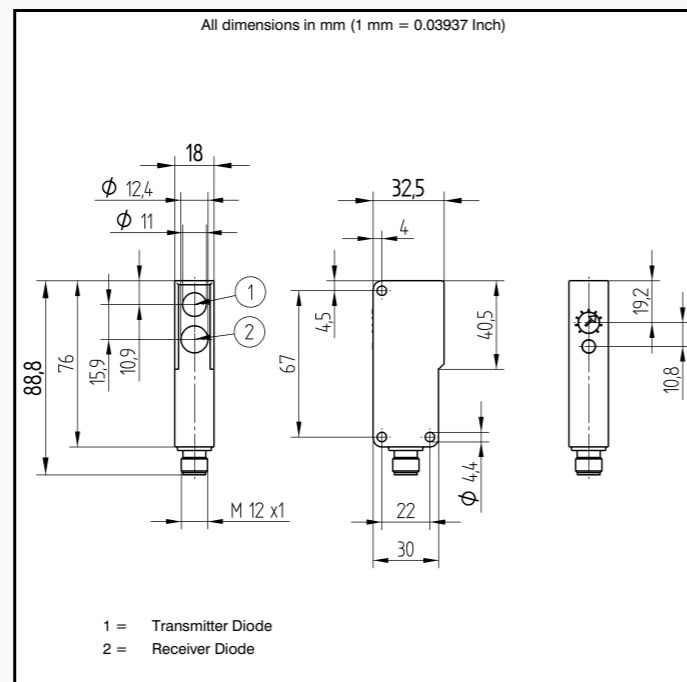 All dimensions in mm (1 mm = 0.03937 Inch)
18
ϕ 12,4
ϕ 11
1
2
88,8
76
15,9
10,9
M 12 x1
32,5
4
4,5
67
40,5
ϕ 4,4
22
30
19,2
10,8
1 = Transmitter Diode
2 = Receiver Diode